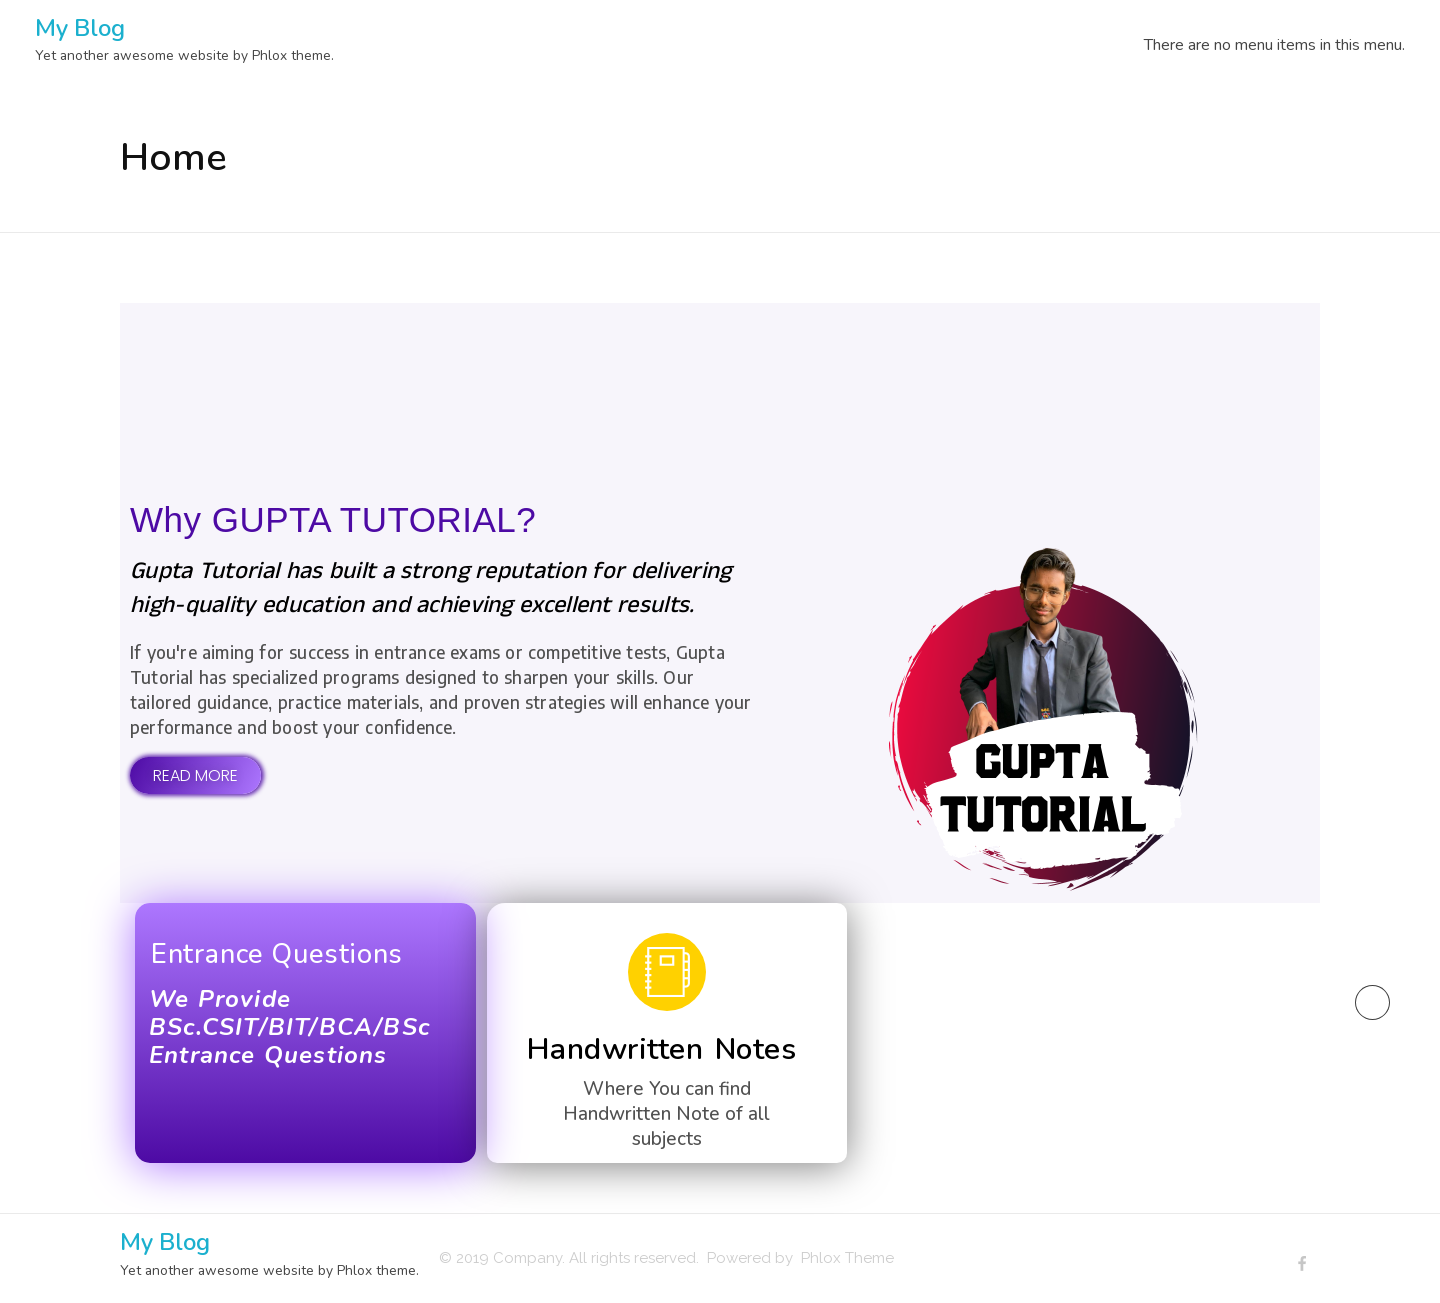 My Blog
Yet another awesome website by Phlox theme.
There are no menu items in this menu.
Home
Why GUPTA TUTORIAL?
Gupta Tutorial has built a strong reputation for delivering
high-quality education and achieving excellent results.
If you're aiming for success in entrance exams or competitive tests, Gupta
Tutorial has specialized programs designed to sharpen your skills. Our
tailored guidance, practice materials, and proven strategies will enhance your
performance and boost your confidence.
READ MORE
GUPTA
TUTORIAL
Entrance Questions
We Provide
BSc.CSIT/BIT/BCA/BSc
Entrance Questions
Handwritten Notes
Where You can find
Handwritten Note of all
subjects
My Blog
Yet another awesome website by Phlox theme.
© 2019 Company. All rights reserved. Powered by Phlox Theme